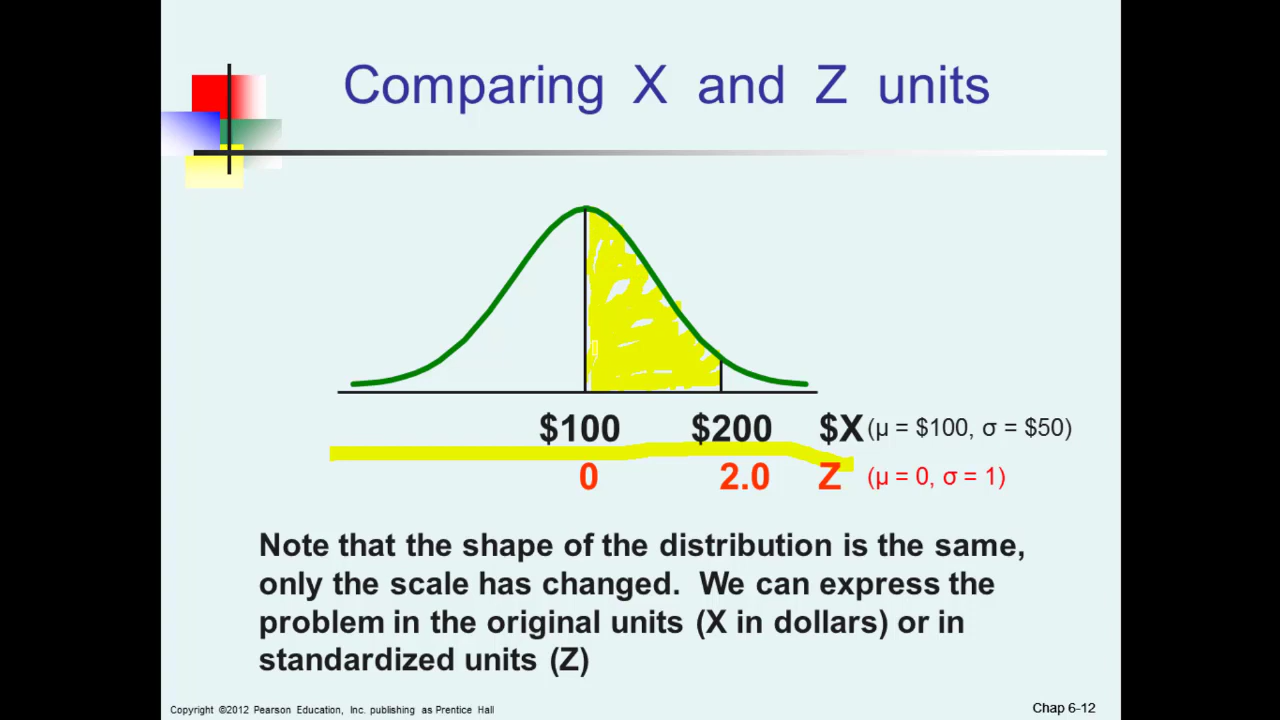 Comparing X and Z units
$100 $200 $X (μ = $100, σ = $50)
0 2.0 Z (μ = 0, σ = 1)
Note that the shape of the distribution is the same,
only the scale has changed. We can express the
problem in the original units (X in dollars) or in
standardized units (Z)
Copyright ©2012 Pearson Education, Inc. publishing as Prentice Hall
Chap 6-12